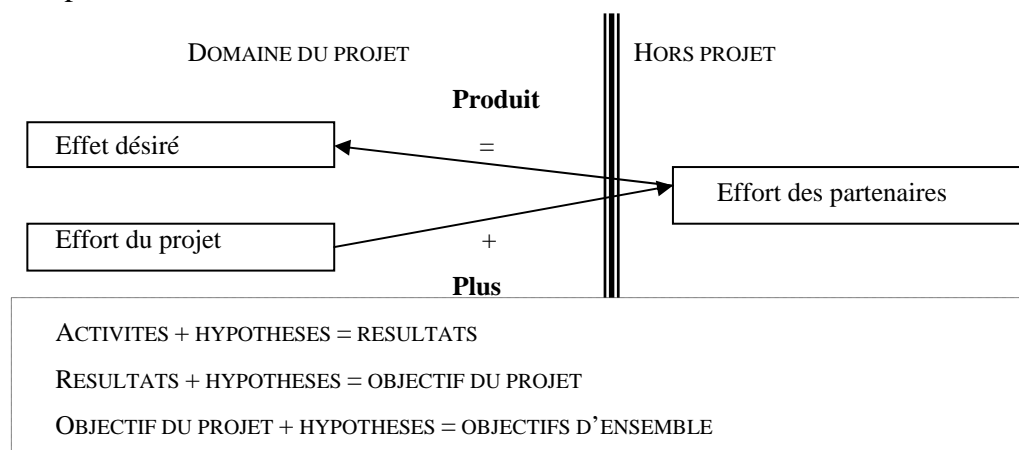 DOMAINE DU PROJET HORS PROJET
Produit
Effet désiré =
Effort des partenaires
Effort du projet +
Plus
ACTIVITES + HYPOTHESES = RESULTATS
RESULTATS + HYPOTHESES = OBJECTIF DU PROJET
OBJECTIF DU PROJET + HYPOTHESES = OBJECTIFS D’ENSEMBLE